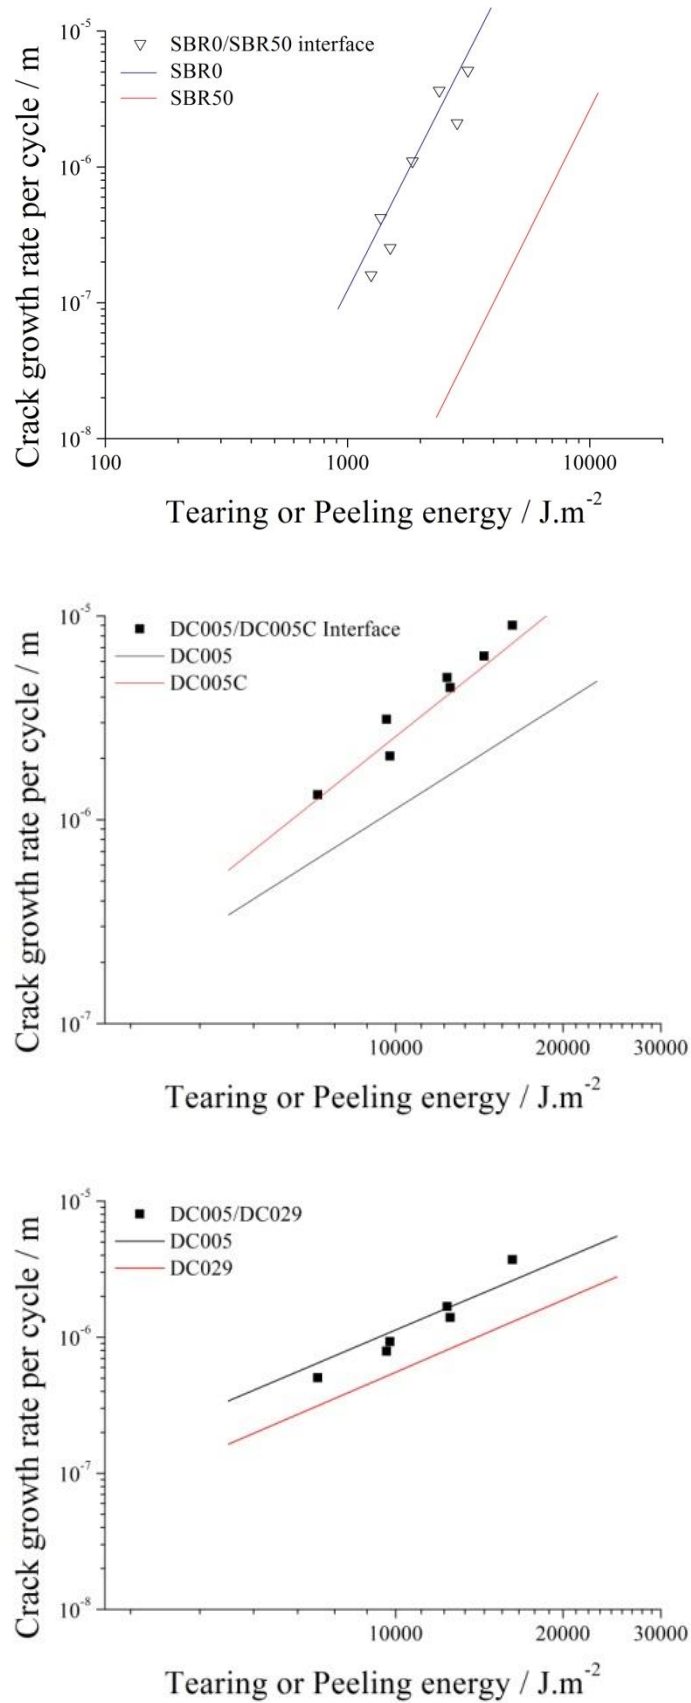 10⁻⁵
SBR0/SBR50 interface
SBR0
SBR50
10⁻⁶
10⁻⁷
10⁻⁸
Crack growth rate per cycle / m
100 1000 10000
Tearing or Peeling energy / J.m⁻²
10⁻⁵
DC005/DC005C Interface
DC005
DC005C
10⁻⁶
10⁻⁷
Crack growth rate per cycle / m
10000 20000 30000
Tearing or Peeling energy / J.m⁻²
10⁻⁵
DC005/DC029
DC005
DC029
10⁻⁶
10⁻⁷
10⁻⁸
Crack growth rate per cycle / m
10000 20000 30000
Tearing or Peeling energy / J.m⁻²